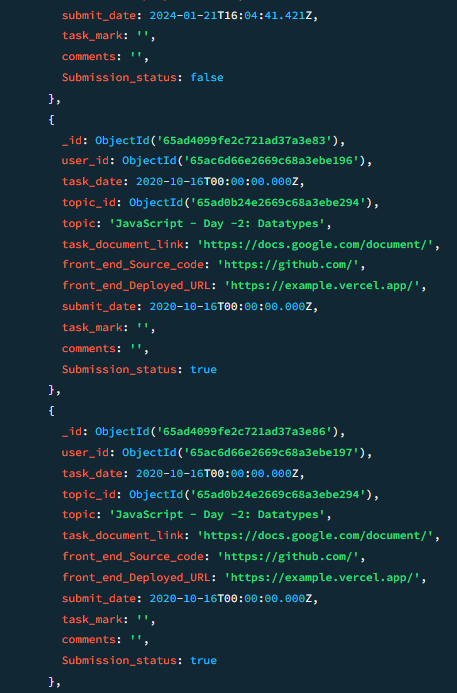 submit_date: 2024-01-21T16:04:41.421Z,
task_mark: '',
comments: '',
Submission_status: false
},
{
_id: ObjectId('65ad4099fe2c721ad37a3e83'),
user_id: ObjectId('65ac6d66e2669c68a3ebe196'),
task_date: 2020-10-16T00:00:00.000Z,
topic_id: ObjectId('65ad0b24e2669c68a3ebe294'),
topic: 'JavaScript - Day -2: Datatypes',
task_document_link: 'https://docs.google.com/document/',
front_end_Source_code: 'https://github.com/',
front_end_Deployed_URL: 'https://example.vercel.app/',
submit_date: 2020-10-16T00:00:00.000Z,
task_mark: '',
comments: '',
Submission_status: true
},
{
_id: ObjectId('65ad4099fe2c721ad37a3e86'),
user_id: ObjectId('65ac6d66e2669c68a3ebe197'),
task_date: 2020-10-16T00:00:00.000Z,
topic_id: ObjectId('65ad0b24e2669c68a3ebe294'),
topic: 'JavaScript - Day -2: Datatypes',
task_document_link: 'https://docs.google.com/document/',
front_end_Source_code: 'https://github.com/',
front_end_Deployed_URL: 'https://example.vercel.app/',
submit_date: 2020-10-16T00:00:00.000Z,
task_mark: '',
comments: '',
Submission_status: true
},